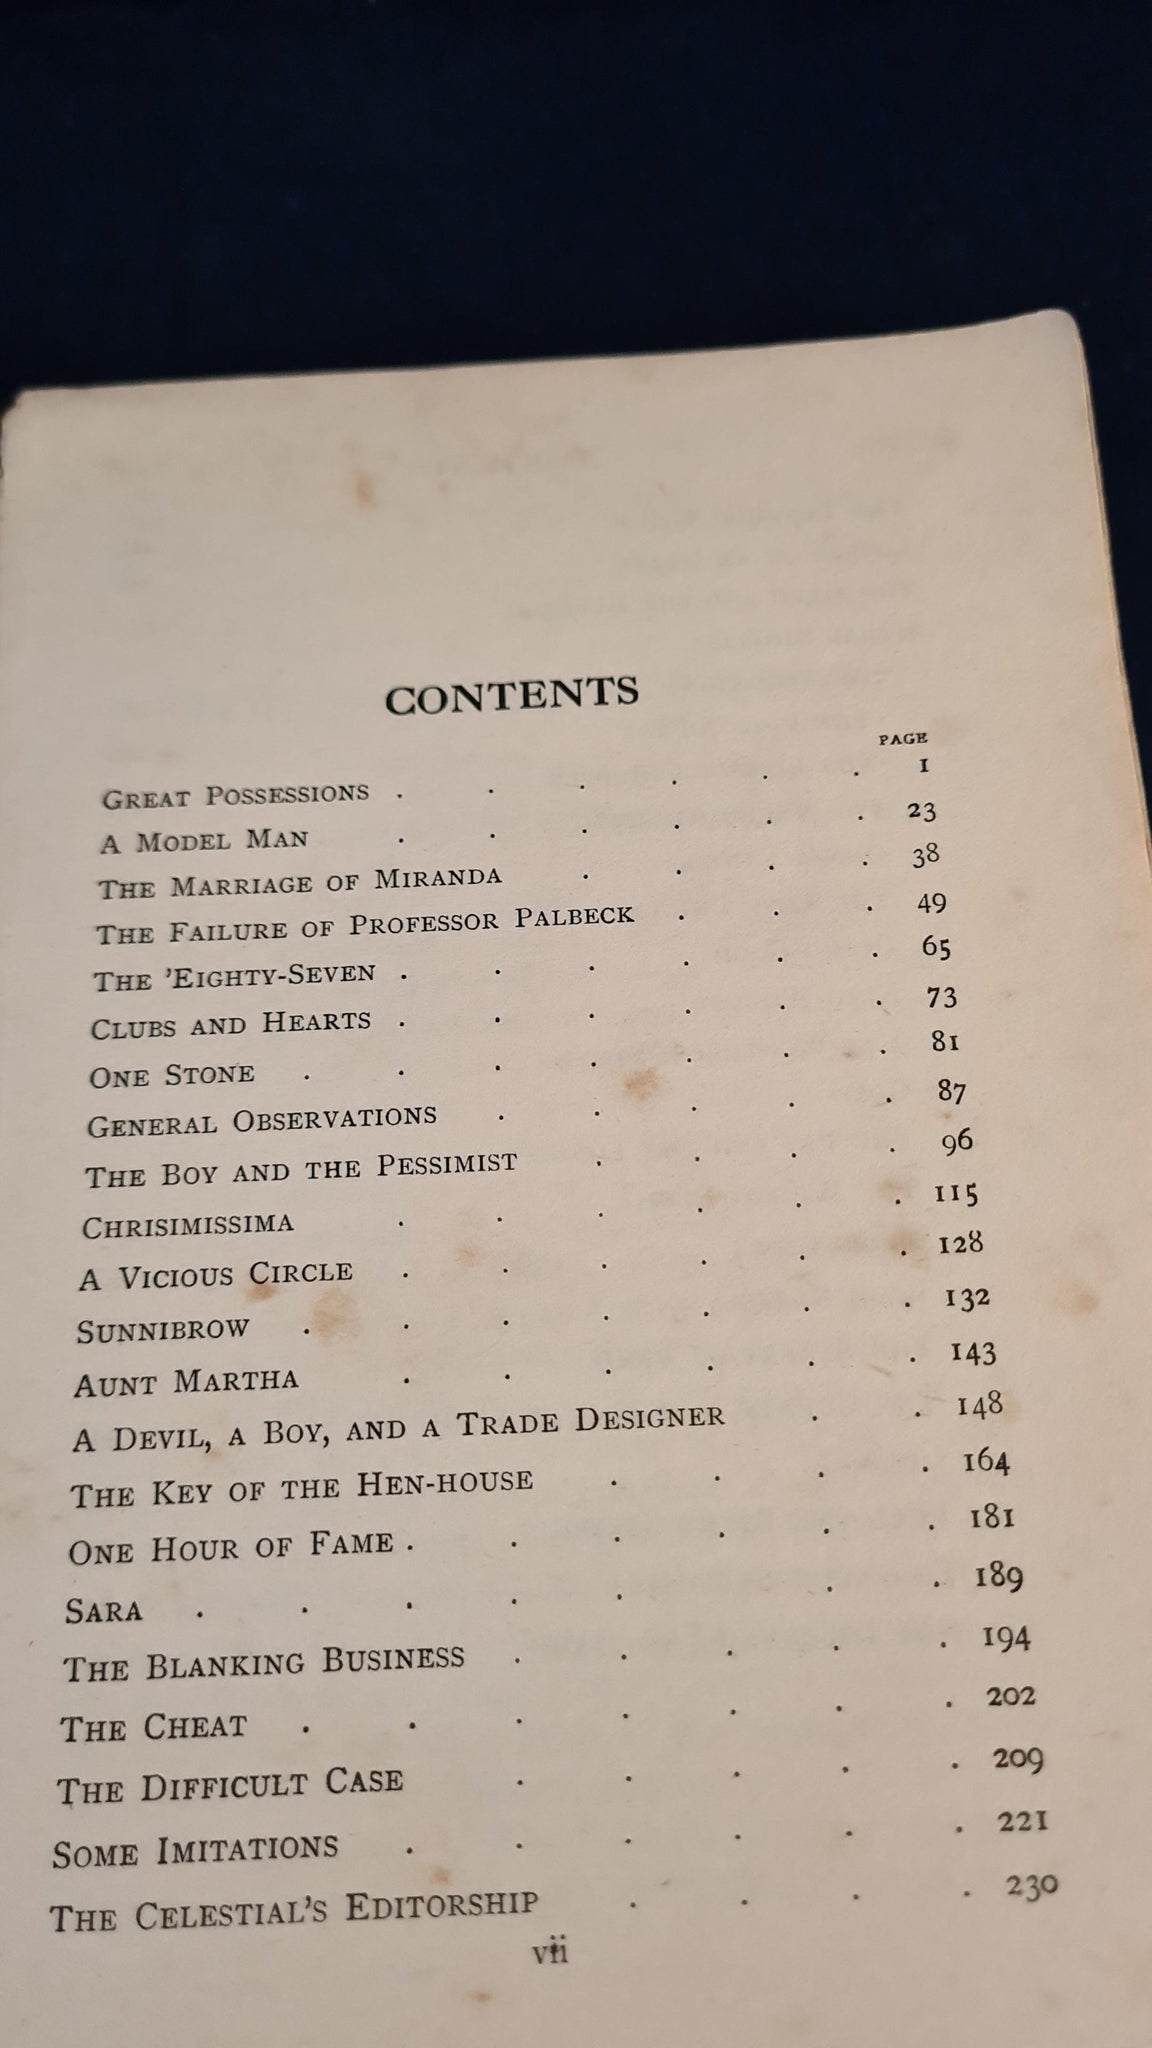 CONTENTS
PAGE
GREAT POSSESSIONS . . . . . . 1
A MODEL MAN . . . . . . 23
THE MARRIAGE OF MIRANDA . . . . 38
THE FAILURE OF PROFESSOR PALBECK . . . 49
THE 'EIGHTY-SEVEN . . . . . . 65
CLUBS AND HEARTS . . . . . . 73
ONE STONE . . . . . . . 81
GENERAL OBSERVATIONS . . . . . 87
THE BOY AND THE PESSIMIST . . . . 96
CHRISIMISSIMA . . . . . . 115
A VICIOUS CIRCLE . . . . . . 128
SUNNIBROW . . . . . . . 132
AUNT MARTHA . . . . . . 143
A DEVIL, A BOY, AND A TRADE DESIGNER . . 148
THE KEY OF THE HEN-HOUSE . . . . 164
ONE HOUR OF FAME . . . . . . 181
SARA . . . . . . . 189
THE BLANKING BUSINESS . . . . . 194
THE CHEAT . . . . . . . 202
THE DIFFICULT CASE . . . . . 209
SOME IMITATIONS . . . . . . 221
THE CELESTIAL'S EDITORSHIP . . . . 230
vii